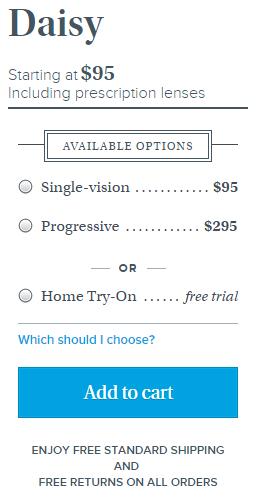 Daisy
Starting at $95
Including prescription lenses
AVAILABLE OPTIONS
Single-vision ............ $95
Progressive ............ $295
OR
Home Try-On ...... free trial
Which should I choose?
Add to cart
ENJOY FREE STANDARD SHIPPING
AND
FREE RETURNS ON ALL ORDERS